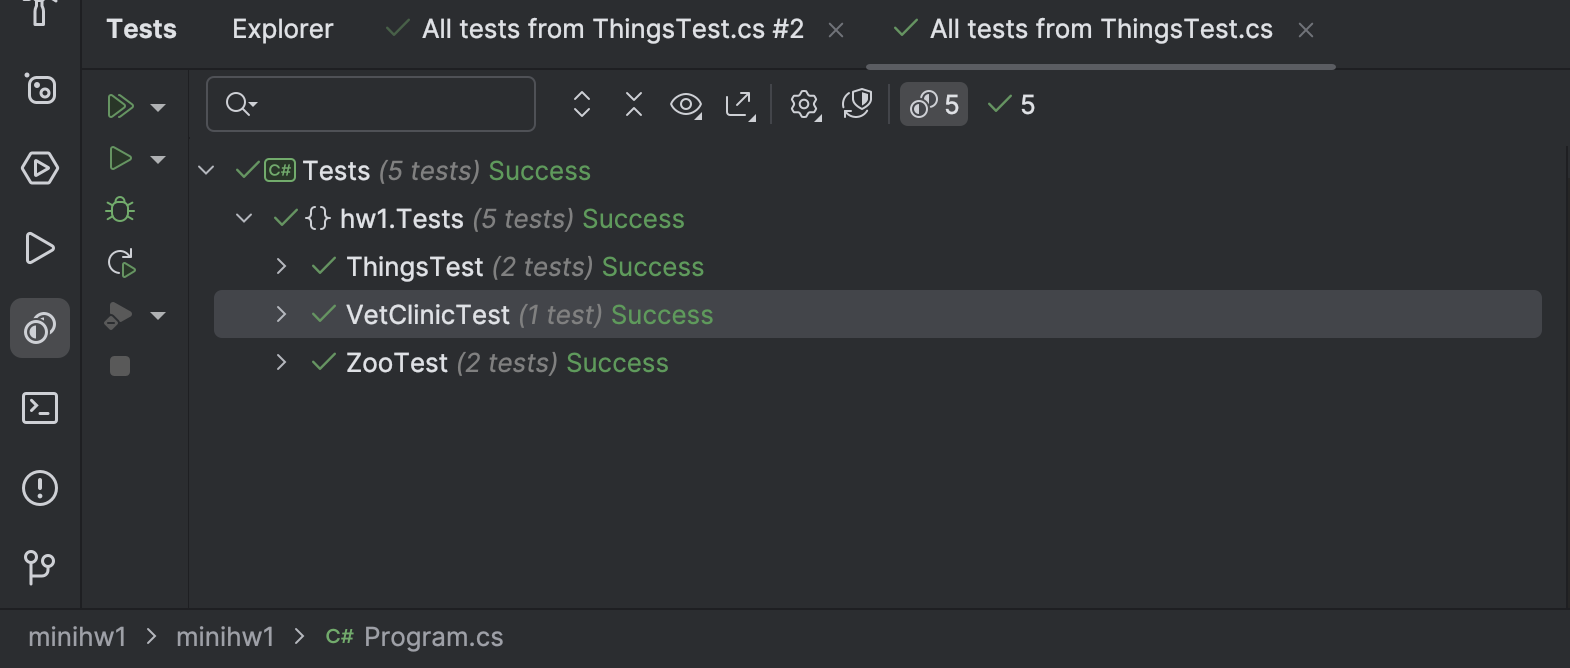 Tests Explorer All tests from ThingsTest.cs #2 All tests from ThingsTest.cs
5 5
C# Tests (5 tests) Success
{} hw1.Tests (5 tests) Success
ThingsTest (2 tests) Success
VetClinicTest (1 test) Success
ZooTest (2 tests) Success
minihw1 > minihw1 > C# Program.cs